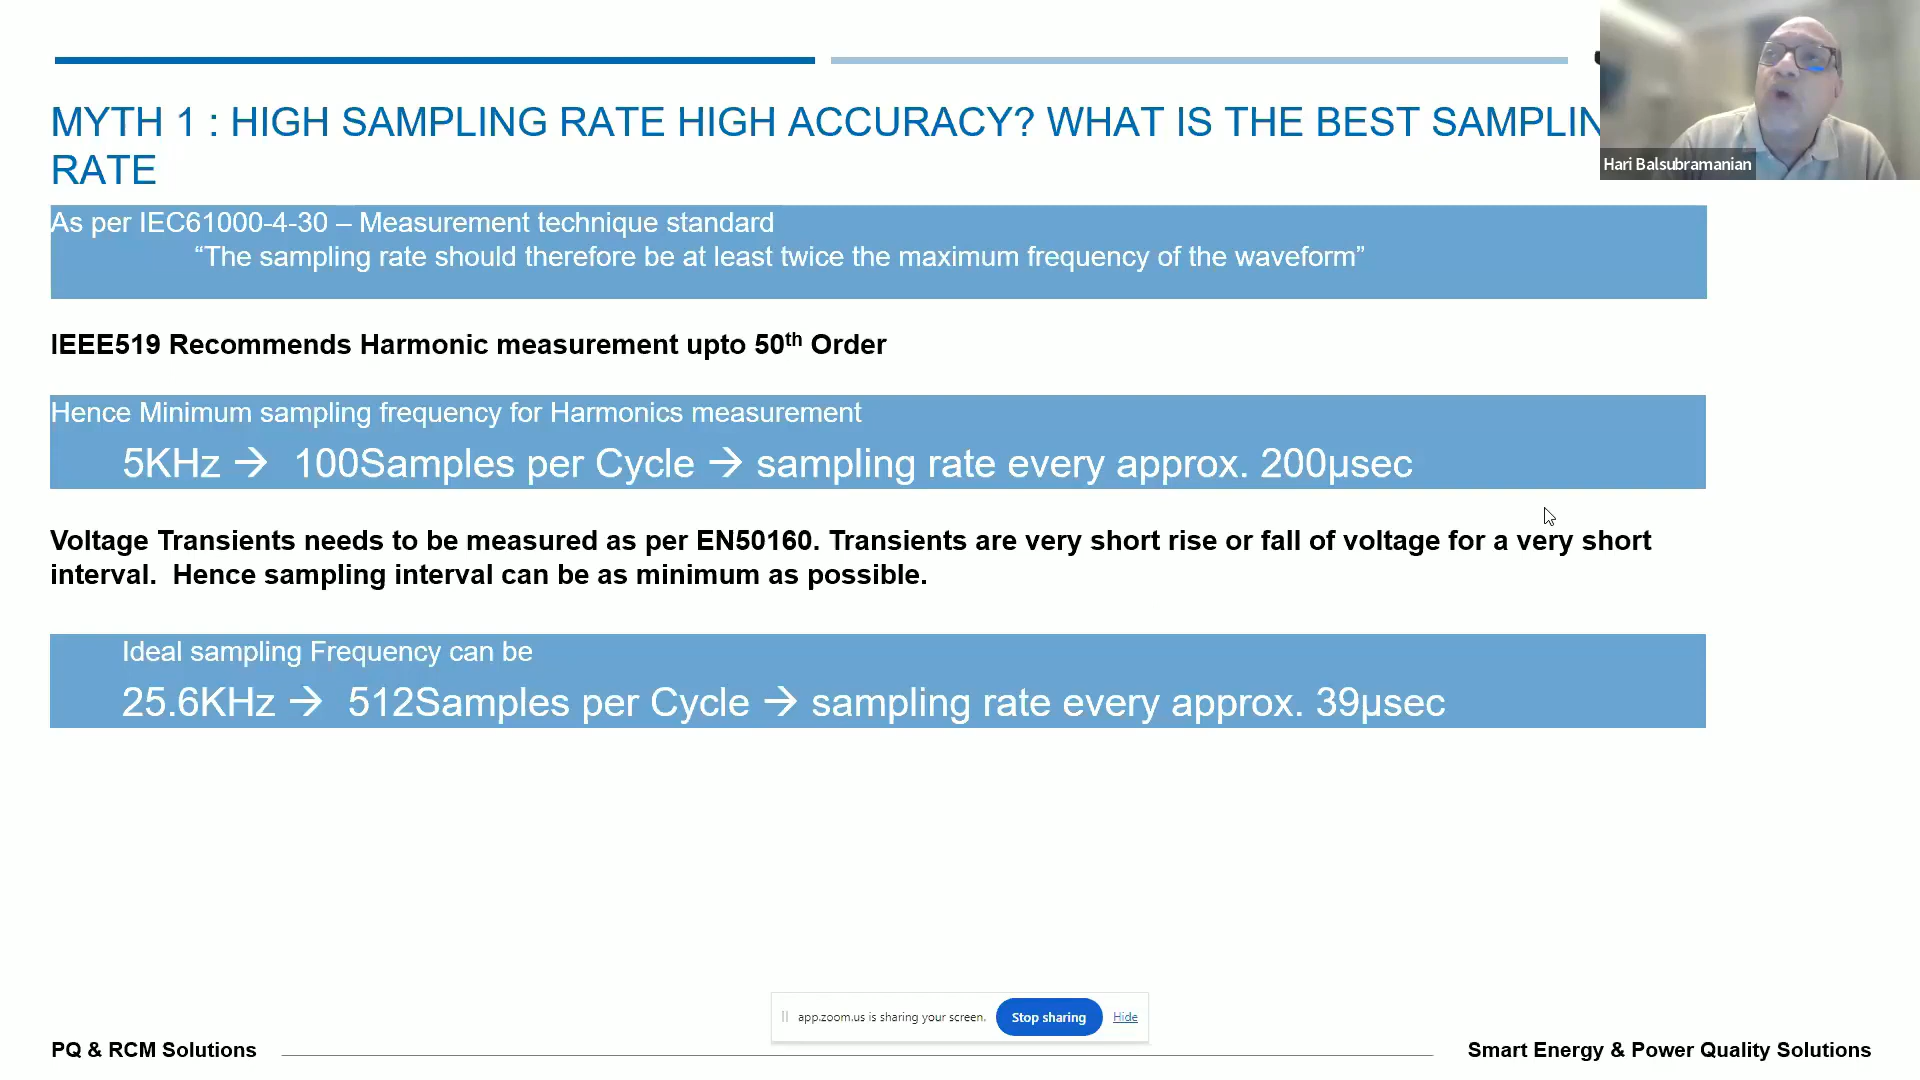 MYTH 1 : HIGH SAMPLING RATE HIGH ACCURACY? WHAT IS THE BEST SAMPLIN
RATE
Hari Balsubramanian
As per IEC61000-4-30 – Measurement technique standard
“The sampling rate should therefore be at least twice the maximum frequency of the waveform”
IEEE519 Recommends Harmonic measurement upto 50th Order
Hence Minimum sampling frequency for Harmonics measurement
5KHz → 100Samples per Cycle → sampling rate every approx. 200µsec
Voltage Transients needs to be measured as per EN50160. Transients are very short rise or fall of voltage for a very short
interval. Hence sampling interval can be as minimum as possible.
Ideal sampling Frequency can be
25.6KHz → 512Samples per Cycle → sampling rate every approx. 39µsec
app.zoom.us is sharing your screen. Stop sharing Hide
PQ & RCM Solutions Smart Energy & Power Quality Solutions